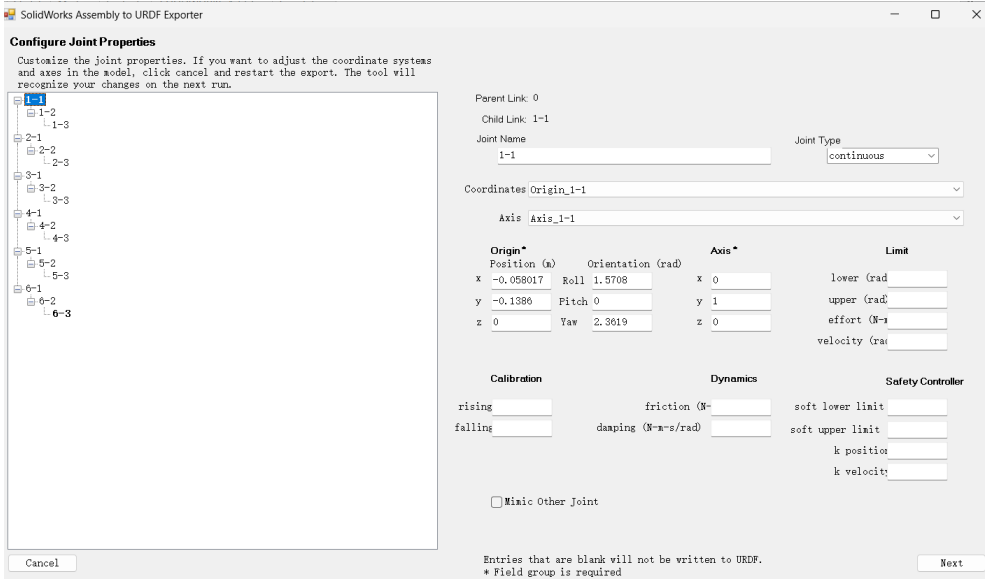 SolidWorks Assembly to URDF Exporter
Configure Joint Properties
Customize the joint properties. If you want to adjust the coordinate systems
and axes in the model, click cancel and restart the export. The tool will
recognize your changes on the next run.
1-1
1-2
1-3
2-1
2-2
2-3
3-1
3-2
3-3
4-1
4-2
4-3
5-1
5-2
5-3
6-1
6-2
6-3
Parent Link: 0
Child Link: 1-1
Joint Name
Joint Type
1-1
continuous
Coordinates Origin_1-1
Axis Axis_1-1
Origin* Axis* Limit
Position (m) Orientation (rad)
x -0.058017 Roll 1.5708 x 0 lower (rad
y -0.1386 Pitch 0 y 1 upper (rad)
z 0 Yaw 2.3619 z 0 effort (N-m
velocity (rad
Calibration Dynamics Safety Controller
rising friction (N- soft lower limit
falling damping (N-m-s/rad) soft upper limit
k position
k velocity
Mimic Other Joint
Cancel
Entries that are blank will not be written to URDF.
* Field group is required
Next